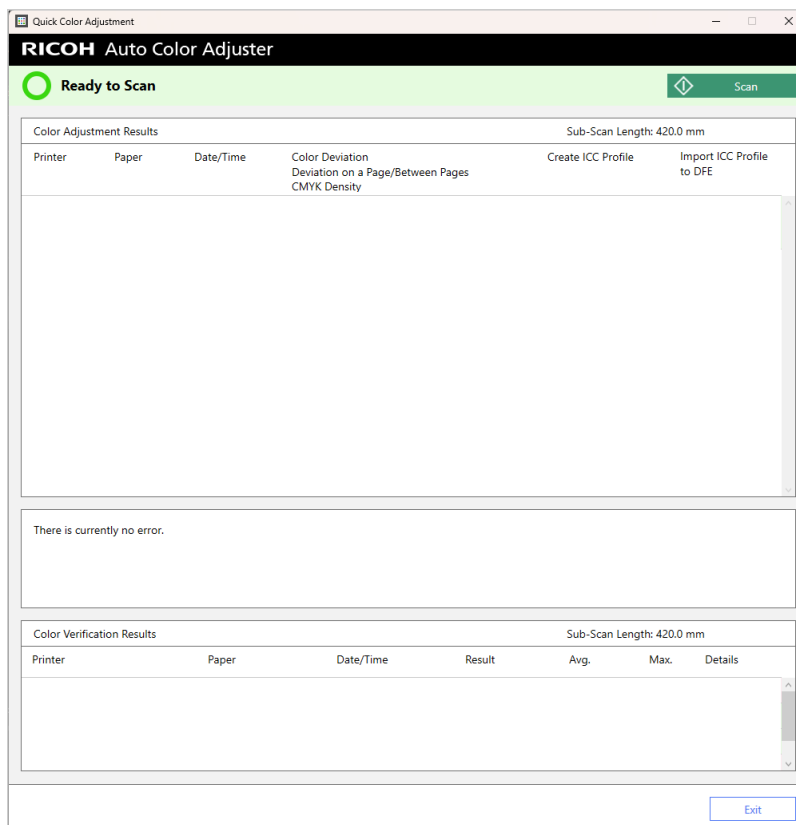 Quick Color Adjustment
RICOH Auto Color Adjuster
Ready to Scan
Scan
Color Adjustment Results
Sub-Scan Length: 420.0 mm
Printer Paper Date/Time Color Deviation Create ICC Profile Import ICC Profile
Deviation on a Page/Between Pages to DFE
CMYK Density
There is currently no error.
Color Verification Results
Sub-Scan Length: 420.0 mm
Printer Paper Date/Time Result Avg. Max. Details
Exit